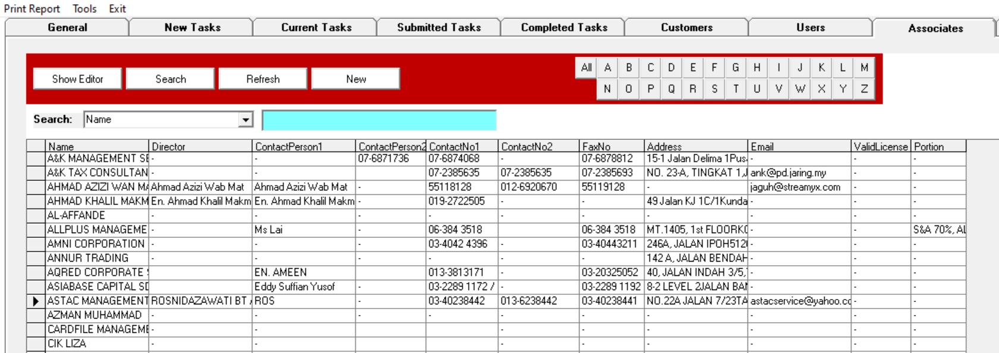 Print Report Tools Exit
General New Tasks Current Tasks Submitted Tasks Completed Tasks Customers Users Associates
Show Editor Search Refresh New All A B C D E F G H I J K L M
N O P Q R S T U V W X Y Z
Search: Name
Name Director ContactPerson1 ContactPerson2 ContactNo1 ContactNo2 FaxNo Address Email ValidLicense Portion
A&K MANAGEMENT SE - - 07-6871736 07-6874068 - 07-6878812 15-1 Jalan Delima 1Pus - - -
A&K TAX CONSULTAN - - 07-2385635 07-2385635 07-2385693 NO. 23-A, TINGKAT 1,J ank@pd.jaring.my - -
AHMAD AZIZI WAN MA Ahmad Azizi Wab Mat Ahmad Azizi Wab Mat - 55118128 012-6920670 55119128 - jaguh@streamyx.com - -
AHMAD KHALIL MAKM En. Ahmad Khalil Makm En. Ahmad Khalil Makm - 019-2722505 - - 49 Jalan KJ 1C/1Kunda - - -
AL-AFFANDE - - - - - - - - - -
ALLPLUS MANAGEME - Ms Lai - 06-384 3518 06-384 3518 MT.1405, 1st FLOORKO - - S&A 70%, AL
AMNI CORPORATION - - - 03-4042 4396 - 03-40443211 246A, JALAN IPOH512 - - -
ANNUR TRADING - - - - - - 142 A, JALAN BENDAH - - -
AQRED CORPORATE EN. AMEEN 013-3813171 - 03-20325052 40, JALAN INDAH 3/5, - - -
ASIABASE CAPITAL SD Eddy Suffian Yusof - 03-2289 1172 / 03-2289 1192 8-2 LEVEL 2JALAN BAN - - -
ASTAC MANAGEMENT ROSNIDAZAWATI BT ROS 03-40238442 013-6238442 03-40238441 NO.22A JALAN 7/23TA astacservice@yahoo.co - -
AZMAN MUHAMMAD - - - - - - - - - -
CARDFILE MANAGEME - - - - - - - -
CIK LIZA - - - - - - - -